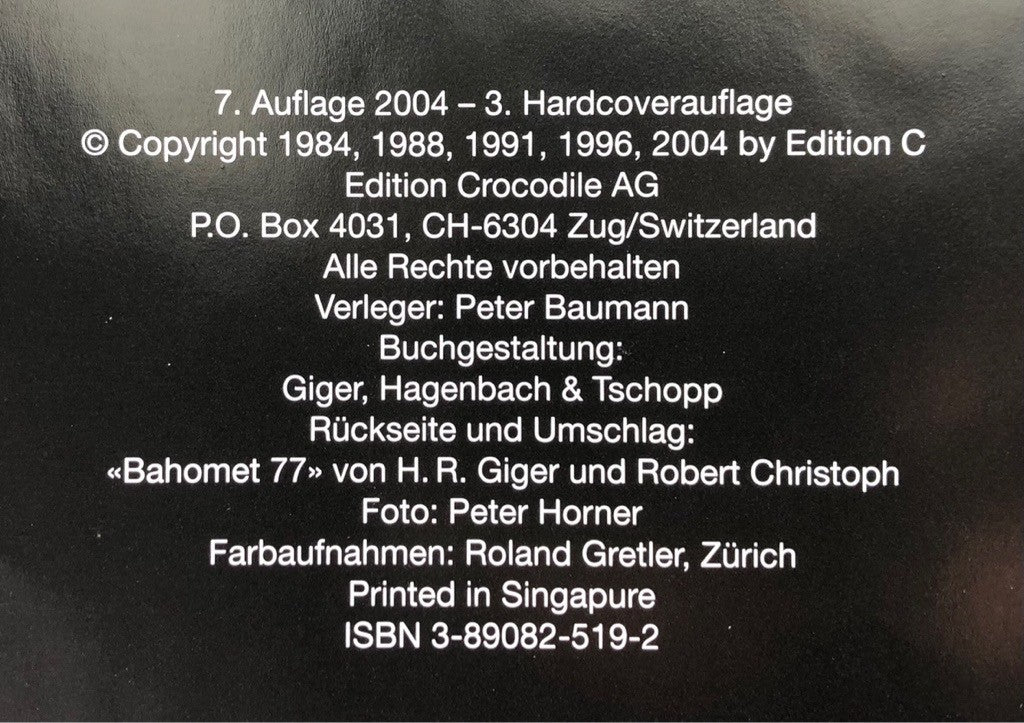 7. Auflage 2004 – 3. Hardcoverauflage
© Copyright 1984, 1988, 1991, 1996, 2004 by Edition C
Edition Crocodile AG
P.O. Box 4031, CH-6304 Zug/Switzerland
Alle Rechte vorbehalten
Verleger: Peter Baumann
Buchgestaltung:
Giger, Hagenbach & Tschopp
Rückseite und Umschlag:
«Bahomet 77» von H. R. Giger und Robert Christoph
Foto: Peter Horner
Farbaufnahmen: Roland Gretler, Zürich
Printed in Singapure
ISBN 3-89082-519-2